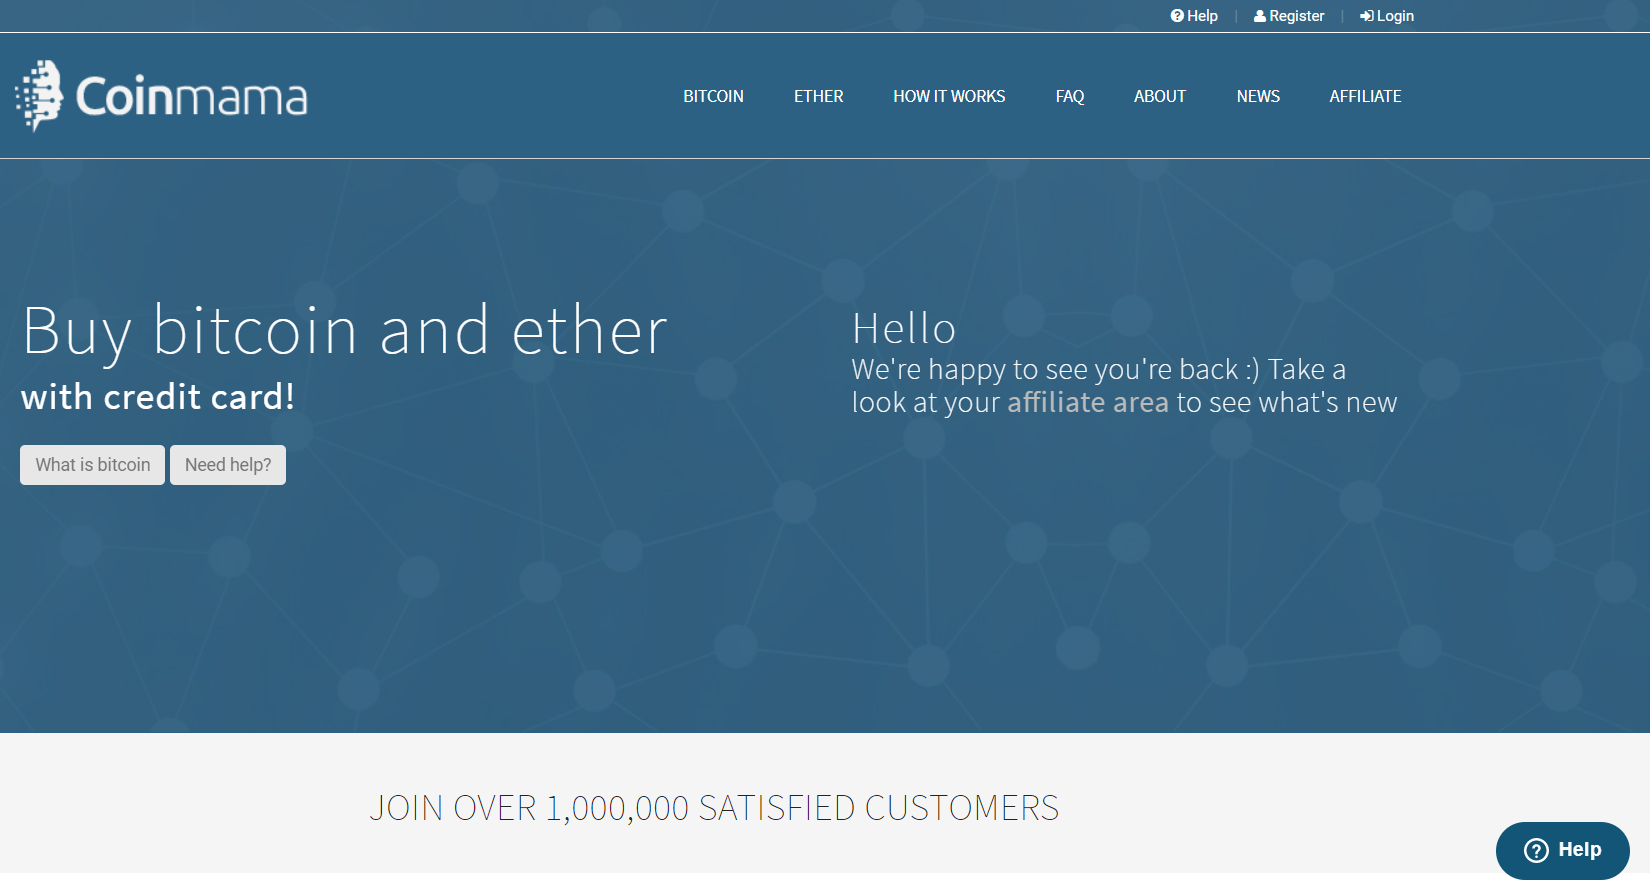 Help | Register | Login
Coinmama
BITCOIN ETHER HOW IT WORKS FAQ ABOUT NEWS AFFILIATE
Buy bitcoin and ether
with credit card!
What is bitcoin Need help?
Hello
We're happy to see you're back :) Take a
look at your affiliate area to see what's new
JOIN OVER 1,000,000 SATISFIED CUSTOMERS
Help